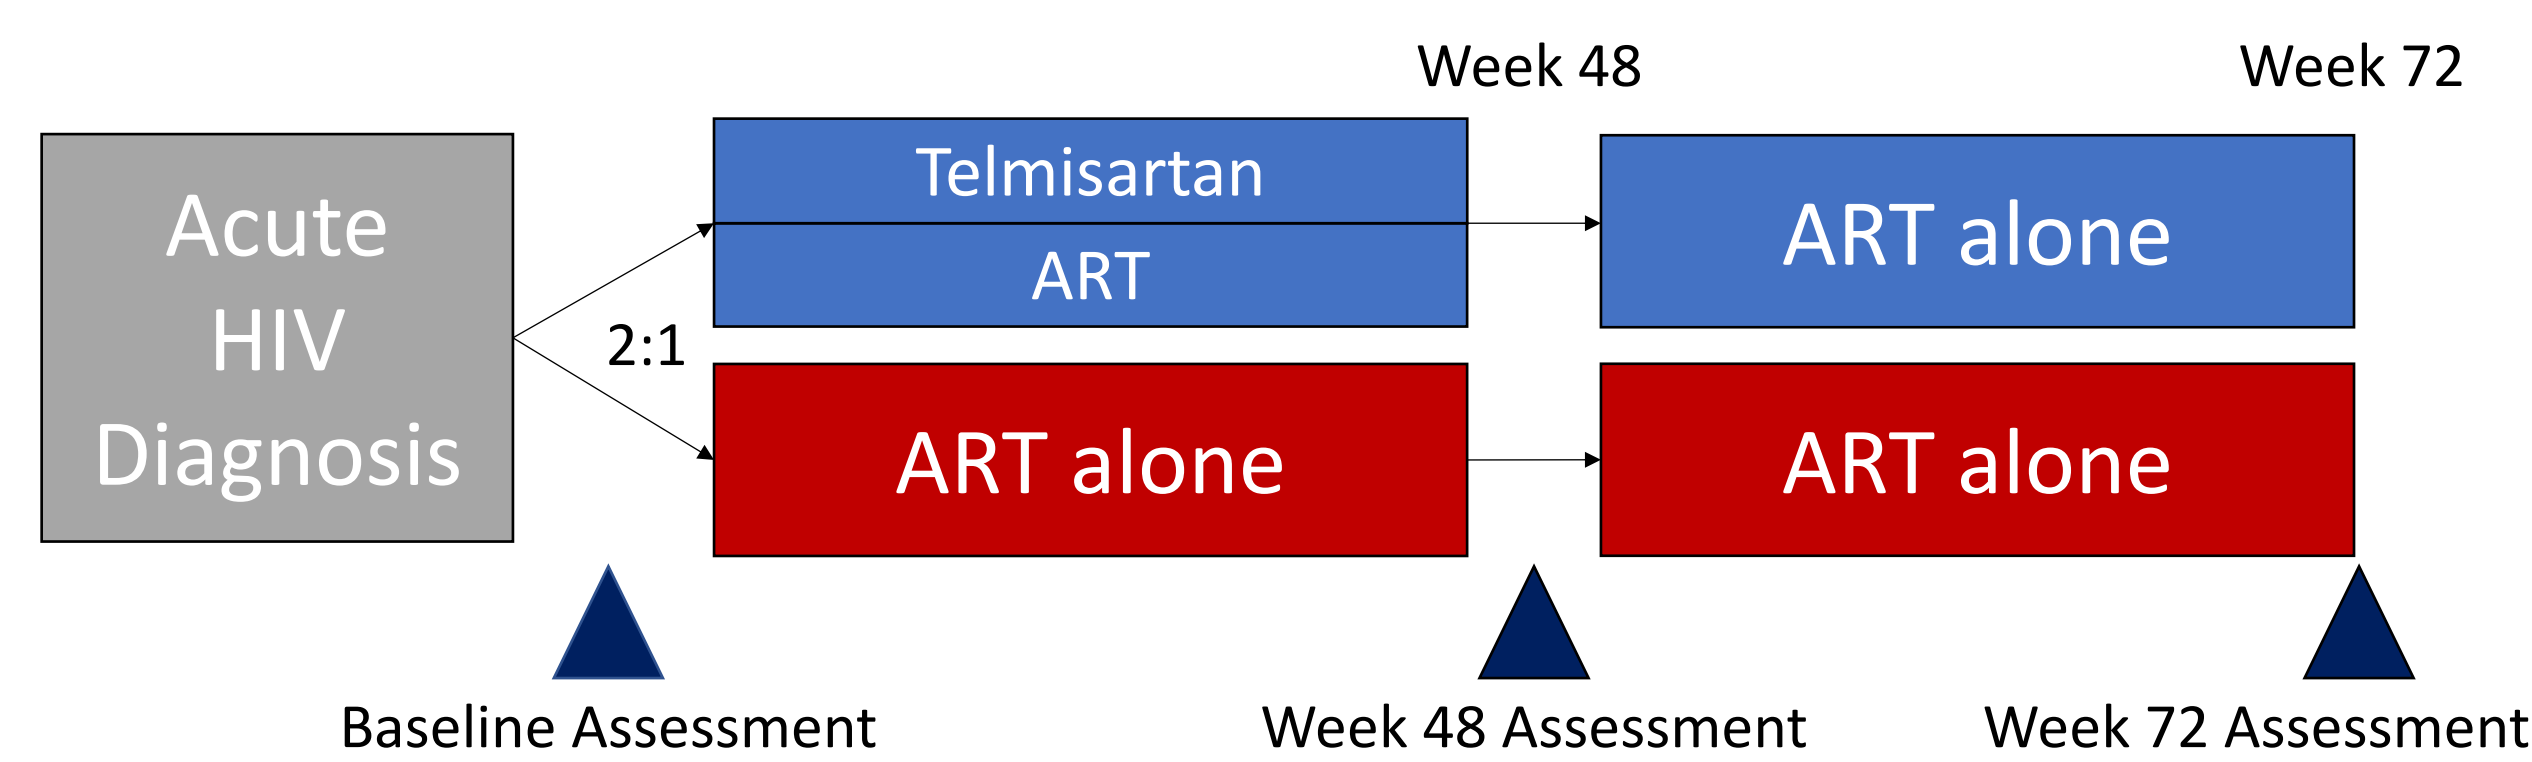 Week 48
Week 72
Acute
HIV
Diagnosis
2:1
Telmisartan
ART
ART alone
ART alone
ART alone
Baseline Assessment
Week 48 Assessment
Week 72 Assessment